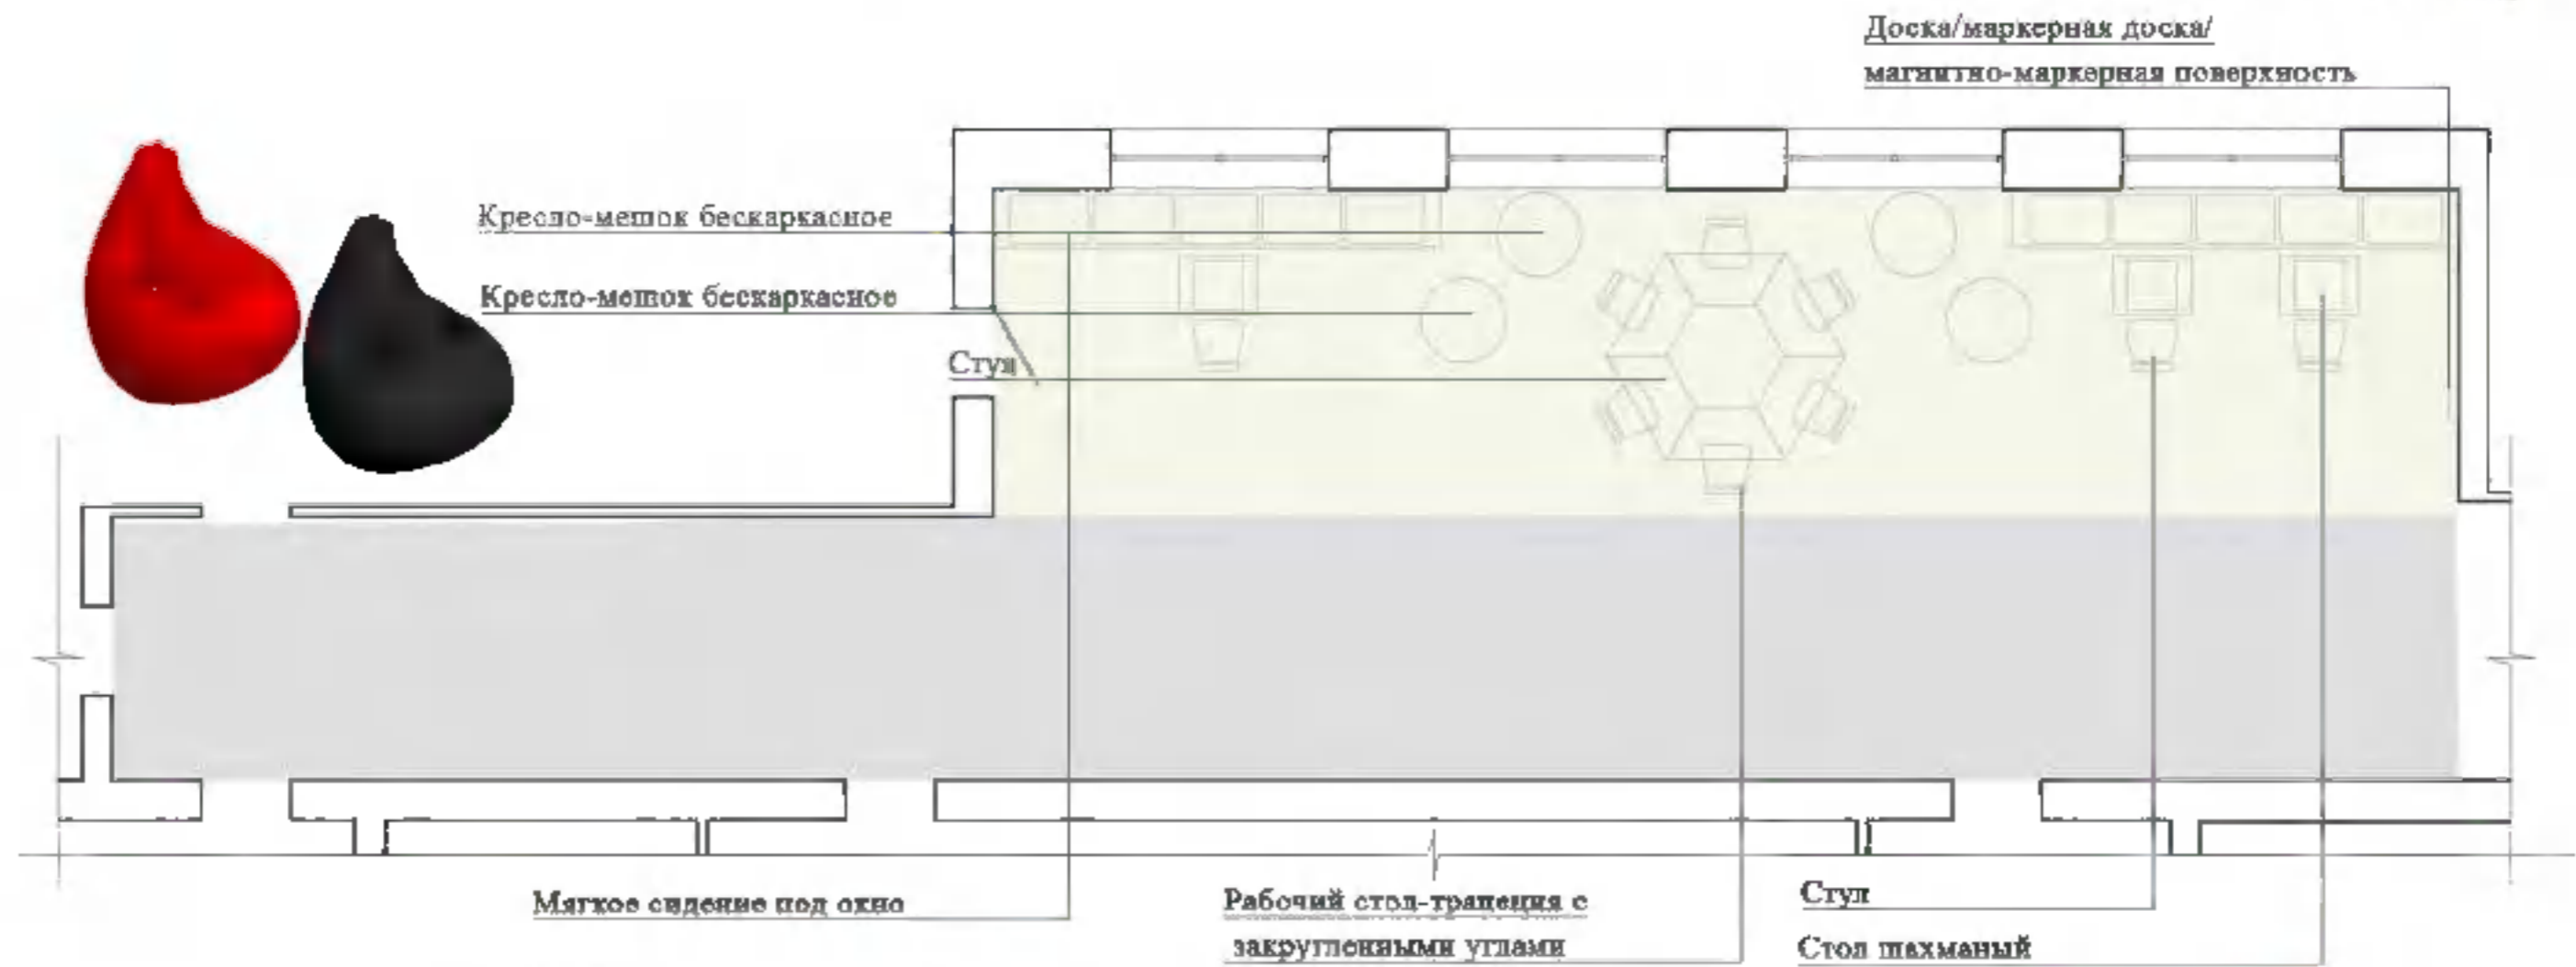 Доска/маркерная доска/
магнитно-маркерная поверхность
Кресло-мешок бескаркасное
Кресло-мешок бескаркасное
Стул
Мягкое сидение под окно
Рабочий стол-трапеция с
закругленными углами
Стул
Стол шахманый